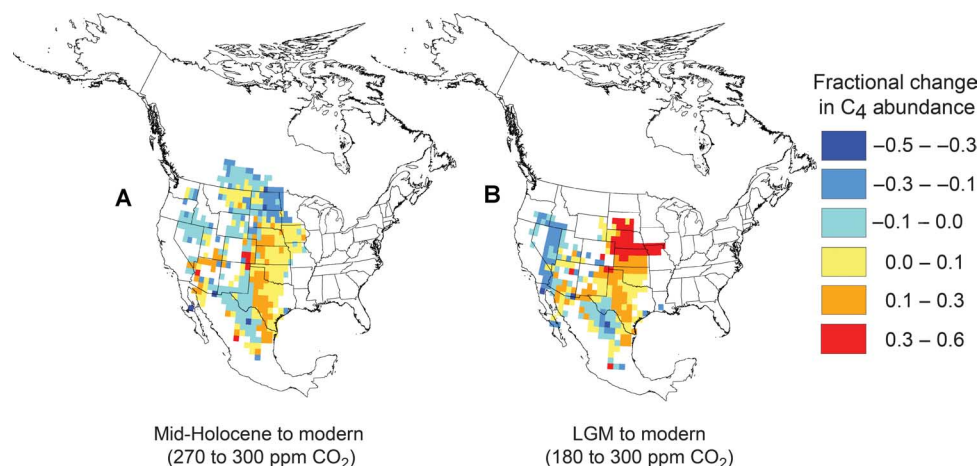 A
B
Fractional change
in C₄ abundance
−0.5 – −0.3
−0.3 – −0.1
−0.1 – 0.0
0.0 – 0.1
0.1 – 0.3
0.3 – 0.6
Mid-Holocene to modern
(270 to 300 ppm CO₂)
LGM to modern
(180 to 300 ppm CO₂)